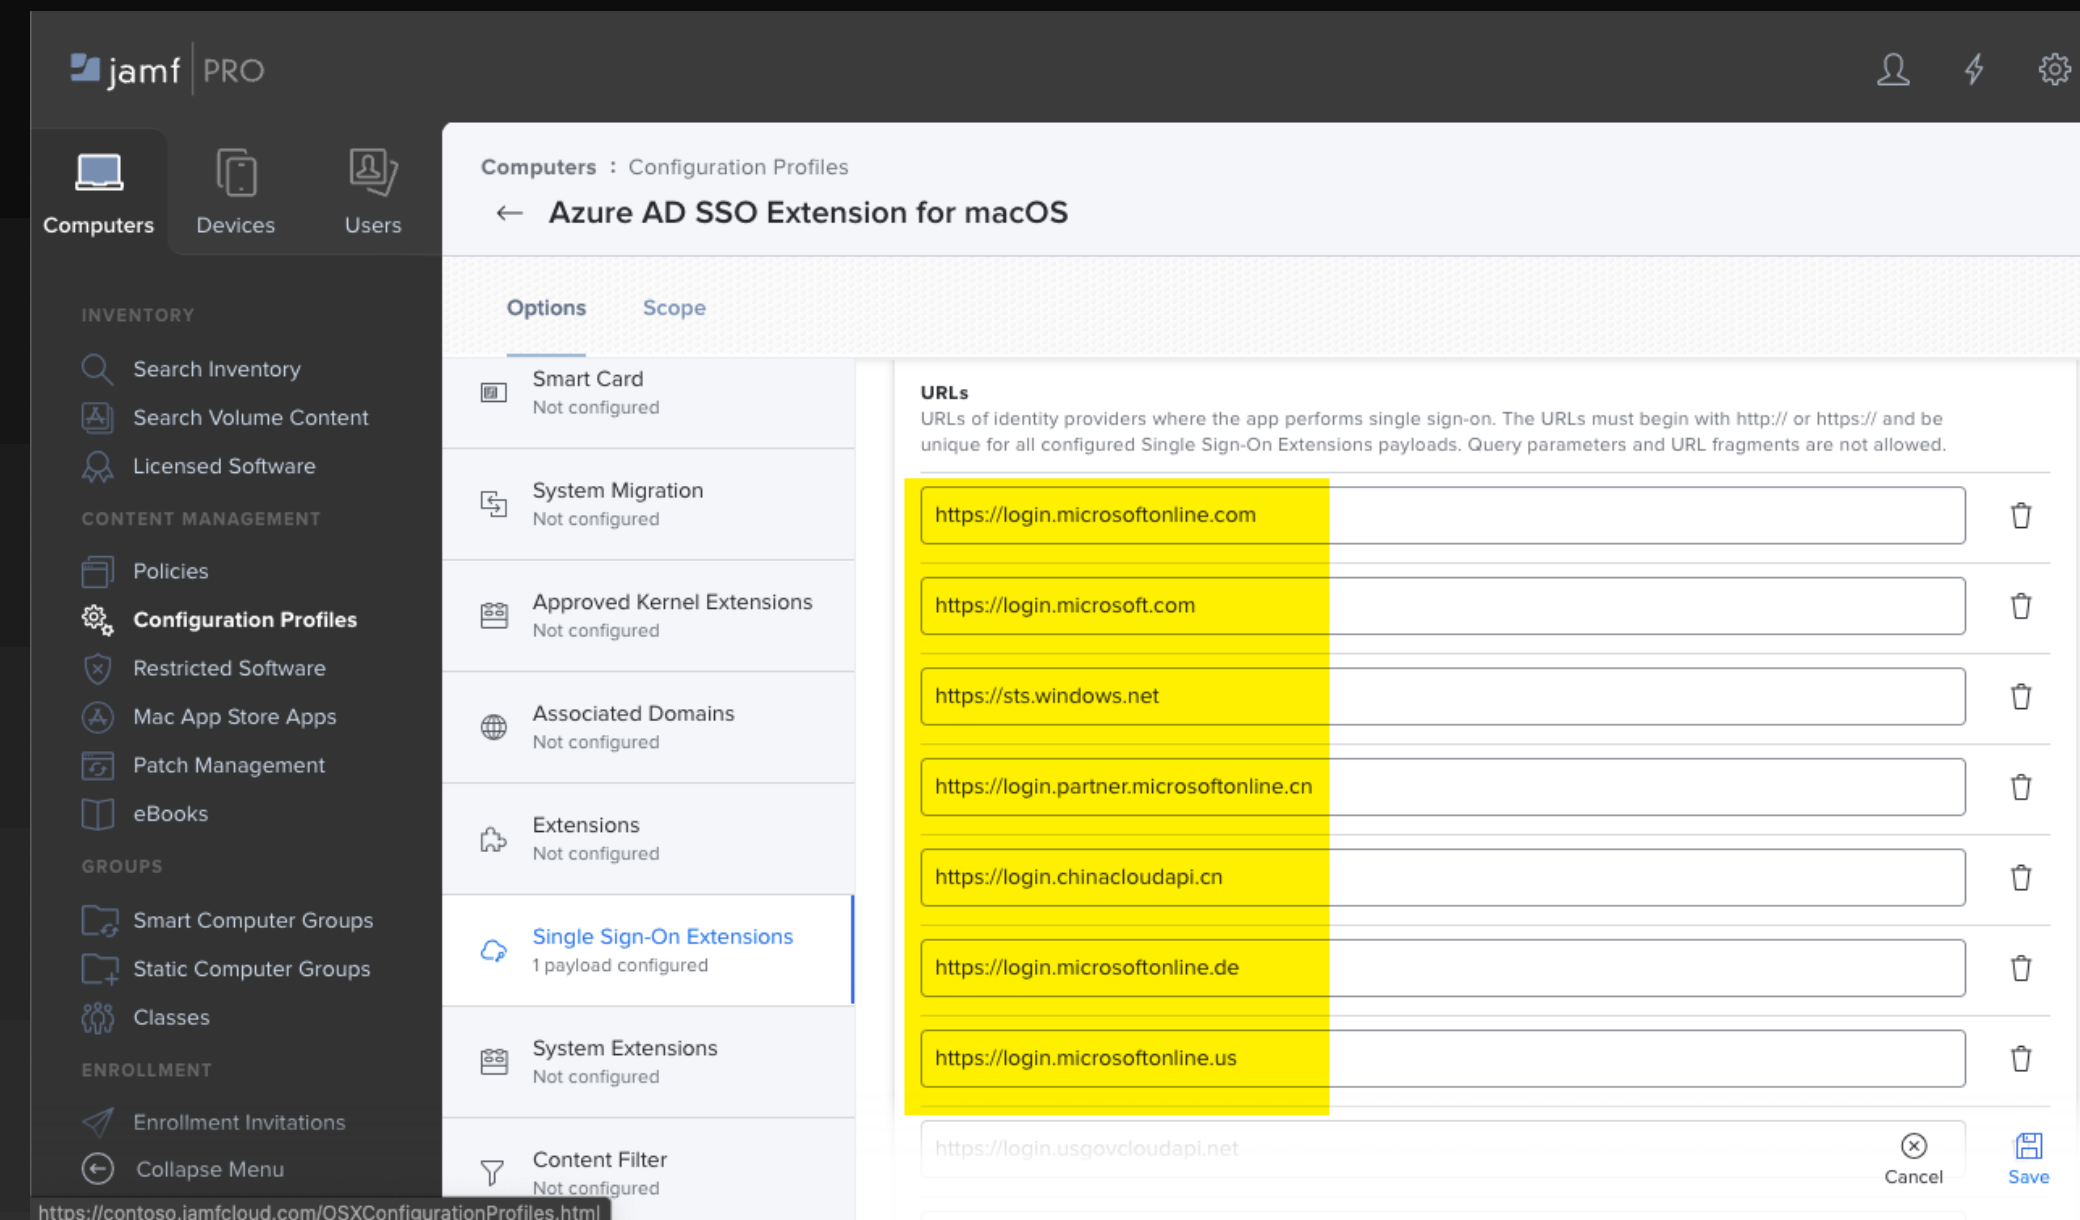 jamf PRO
Computers
Devices
Users
INVENTORY
Search Inventory
Search Volume Content
Licensed Software
CONTENT MANAGEMENT
Policies
Configuration Profiles
Restricted Software
Mac App Store Apps
Patch Management
eBooks
GROUPS
Smart Computer Groups
Static Computer Groups
Classes
ENROLLMENT
Enrollment Invitations
Collapse Menu
https://contoso.jamfcloud.com/OSXConfigurationProfiles.html
Computers : Configuration Profiles
← Azure AD SSO Extension for macOS
Options
Scope
Smart Card
Not configured
System Migration
Not configured
Approved Kernel Extensions
Not configured
Associated Domains
Not configured
Extensions
Not configured
Single Sign-On Extensions
1 payload configured
System Extensions
Not configured
Content Filter
Not configured
URLs
URLs of identity providers where the app performs single sign-on. The URLs must begin with http:// or https:// and be
unique for all configured Single Sign-On Extensions payloads. Query parameters and URL fragments are not allowed.
https://login.microsoftonline.com
https://login.microsoft.com
https://sts.windows.net
https://login.partner.microsoftonline.cn
https://login.chinacloudapi.cn
https://login.microsoftonline.de
https://login.microsoftonline.us
https://login.usgovcloudapi.net
Cancel
Save